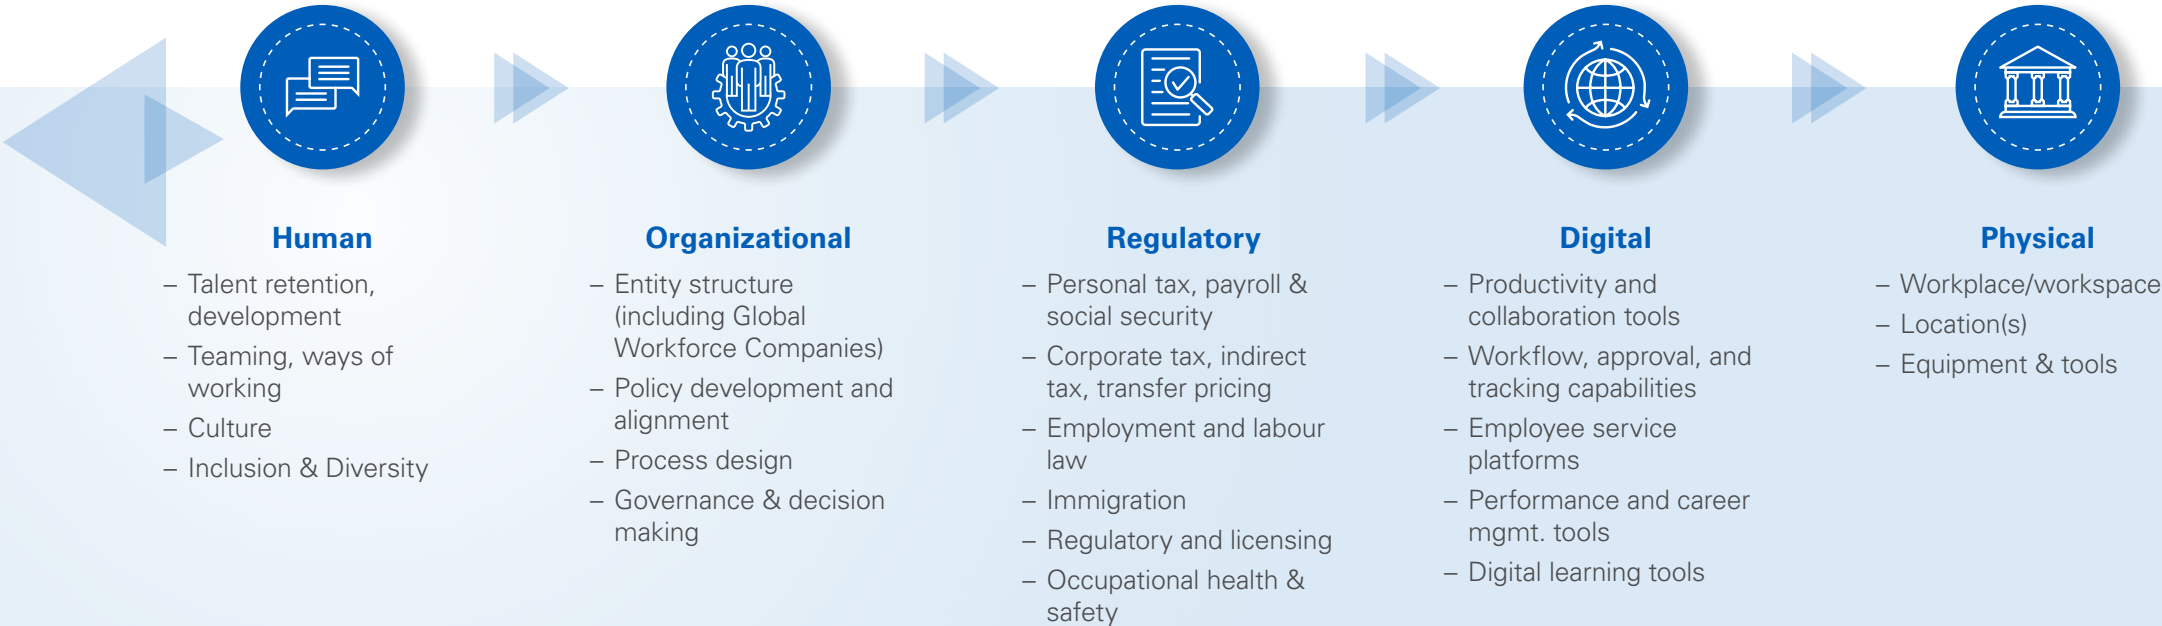 Human
– Talent retention,
development
– Teaming, ways of
working
– Culture
– Inclusion & Diversity
Organizational
– Entity structure
(including Global
Workforce Companies)
– Policy development and
alignment
– Process design
– Governance & decision
making
Regulatory
– Personal tax, payroll &
social security
– Corporate tax, indirect
tax, transfer pricing
– Employment and labour
law
– Immigration
– Regulatory and licensing
– Occupational health &
safety
Digital
– Productivity and
collaboration tools
– Workflow, approval, and
tracking capabilities
– Employee service
platforms
– Performance and career
mgmt. tools
– Digital learning tools
Physical
– Workplace/workspace
– Location(s)
– Equipment & tools